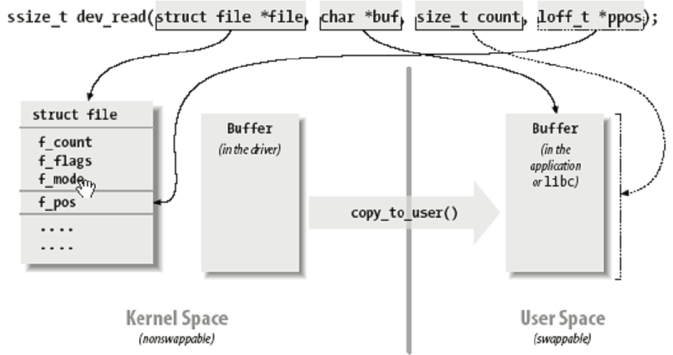 ssize_t dev_read(struct file *file, char *buf, size_t count, loff_t *ppos);
struct file
f_count
f_flags
f_mode
f_pos
....
....
Buffer
(in the driver)
copy_to_user()
Buffer
(in the
application
or libc)
Kernel Space
(nonswappable)
User Space
(swappable)